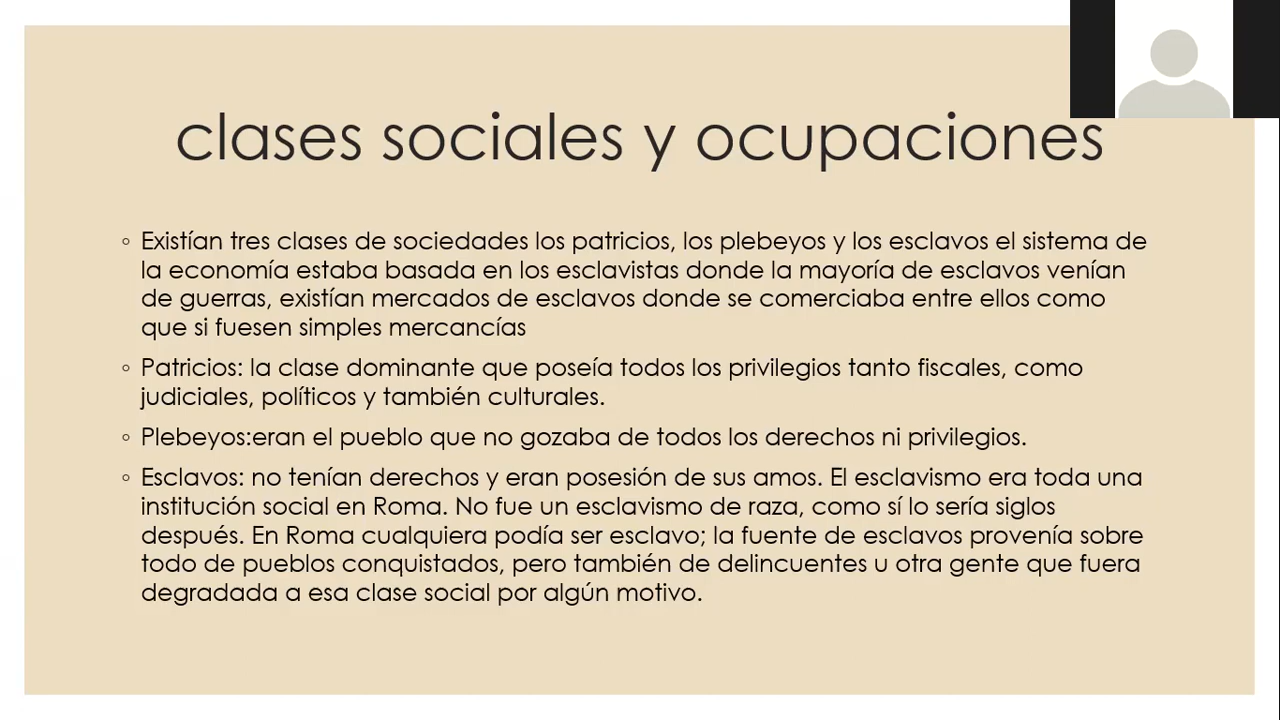 clases sociales y ocupaciones
◦ Existían tres clases de sociedades los patricios, los plebeyos y los esclavos el sistema de
la economía estaba basada en los esclavistas donde la mayoría de esclavos venían
de guerras, existían mercados de esclavos donde se comerciaba entre ellos como
que si fuesen simples mercancías
◦ Patricios: la clase dominante que poseía todos los privilegios tanto fiscales, como
judiciales, políticos y también culturales.
◦ Plebeyos:eran el pueblo que no gozaba de todos los derechos ni privilegios.
◦ Esclavos: no tenían derechos y eran posesión de sus amos. El esclavismo era toda una
institución social en Roma. No fue un esclavismo de raza, como sí lo sería siglos
después. En Roma cualquiera podía ser esclavo; la fuente de esclavos provenía sobre
todo de pueblos conquistados, pero también de delincuentes u otra gente que fuera
degradada a esa clase social por algún motivo.